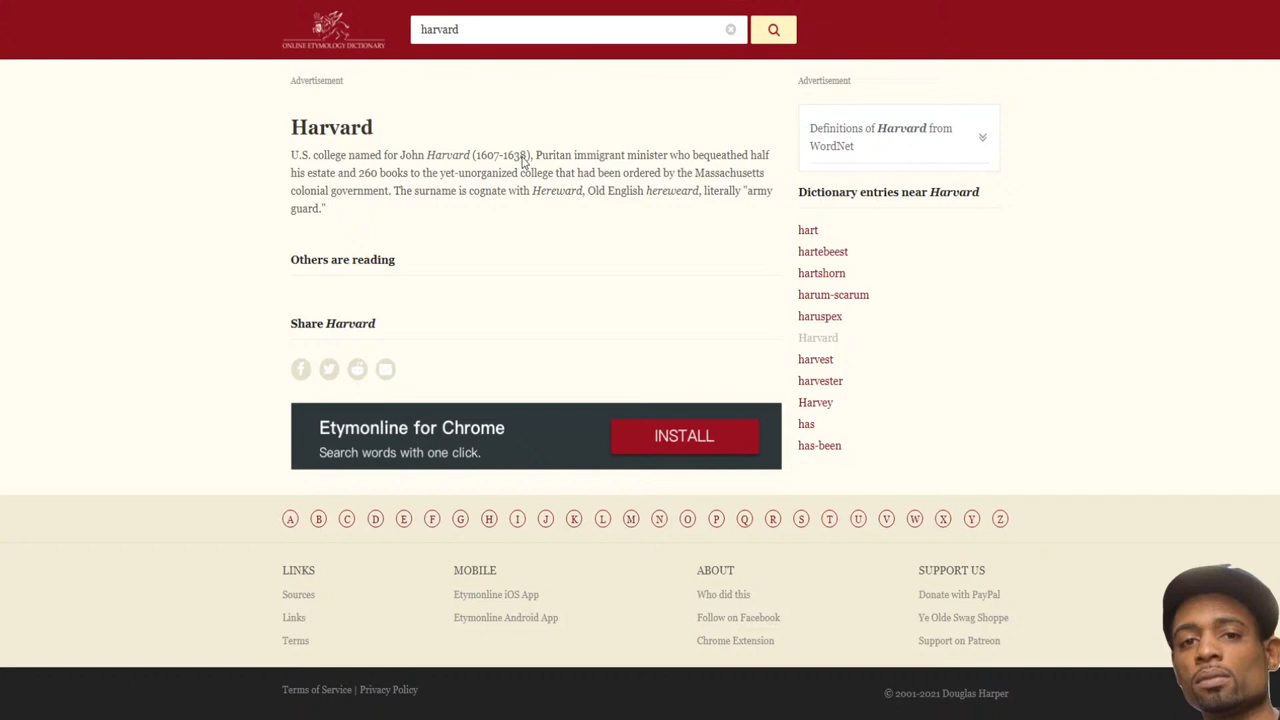 ONLINE ETYMOLOGY DICTIONARY
harvard
Advertisement
Harvard
U.S. college named for John Harvard (1607-1638), Puritan immigrant minister who bequeathed half
his estate and 260 books to the yet-unorganized college that had been ordered by the Massachusetts
colonial government. The surname is cognate with Hereward, Old English hereweard, literally "army
guard."
Others are reading
Share Harvard
Etymonline for Chrome
Search words with one click.
INSTALL
Advertisement
Definitions of Harvard from
WordNet
Dictionary entries near Harvard
hart
hartebeest
hartshorn
harum-scarum
haruspex
Harvard
harvest
harvester
Harvey
has
has-been
A B C D E F G H I J K L M N O P Q R S T U V W X Y Z
LINKS
Sources
Links
Terms
MOBILE
Etymonline iOS App
Etymonline Android App
ABOUT
Who did this
Follow on Facebook
Chrome Extension
SUPPORT US
Donate with PayPal
Ye Olde Swag Shoppe
Support on Patreon
Terms of Service | Privacy Policy
© 2001-2021 Douglas Harper